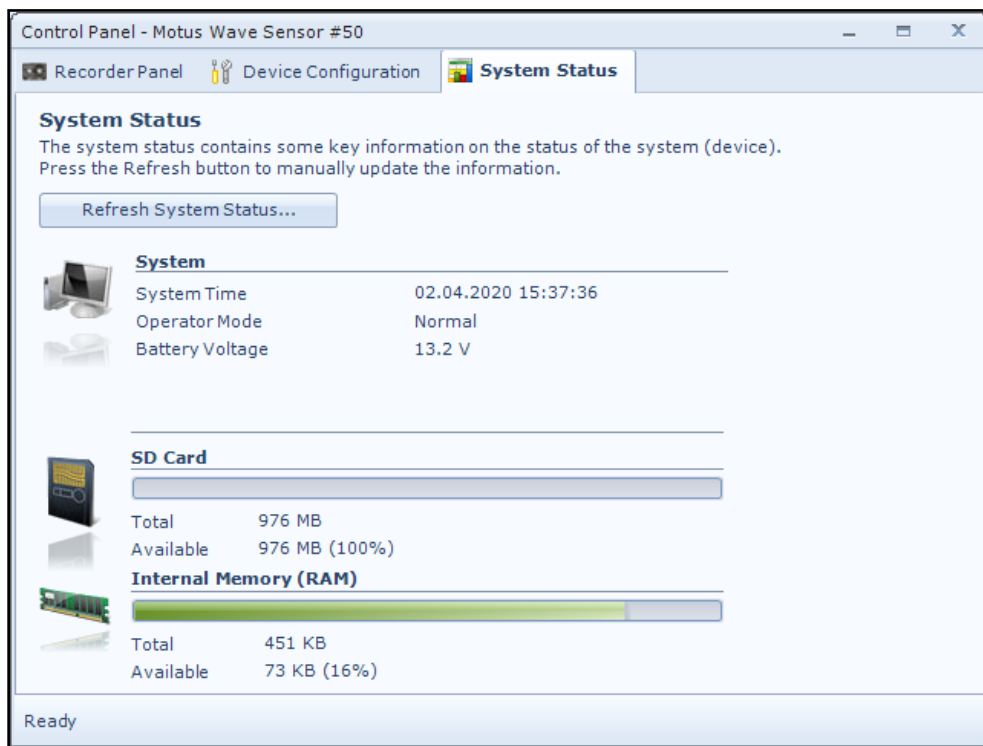 Control Panel - Motus Wave Sensor #50
Recorder Panel Device Configuration System Status
System Status
The system status contains some key information on the status of the system (device).
Press the Refresh button to manually update the information.
Refresh System Status...
System
System Time 02.04.2020 15:37:36
Operator Mode Normal
Battery Voltage 13.2 V
SD Card
Total 976 MB
Available 976 MB (100%)
Internal Memory (RAM)
Total 451 KB
Available 73 KB (16%)
Ready